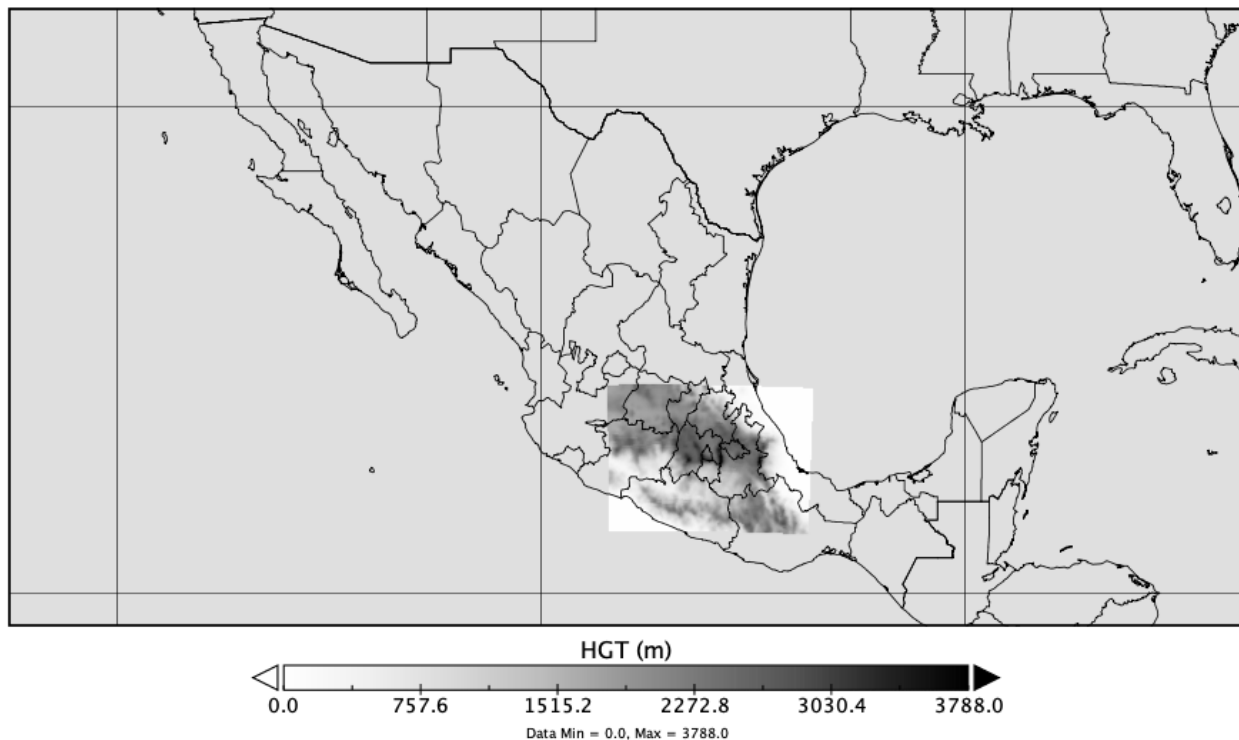 HGT (m)
0.0 757.6 1515.2 2272.8 3030.4 3788.0
Data Min = 0.0, Max = 3788.0